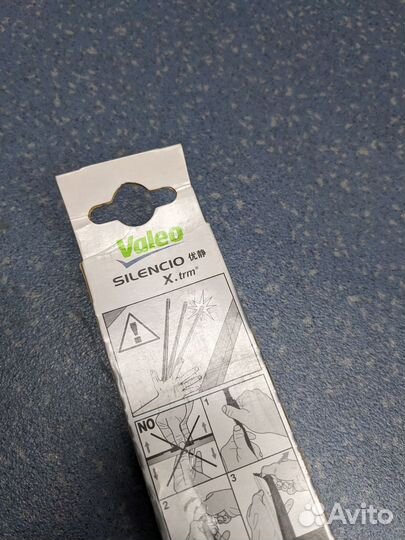 Valeo
SILENCIO 优静
X.trm®
NO
1
2
3
Avito